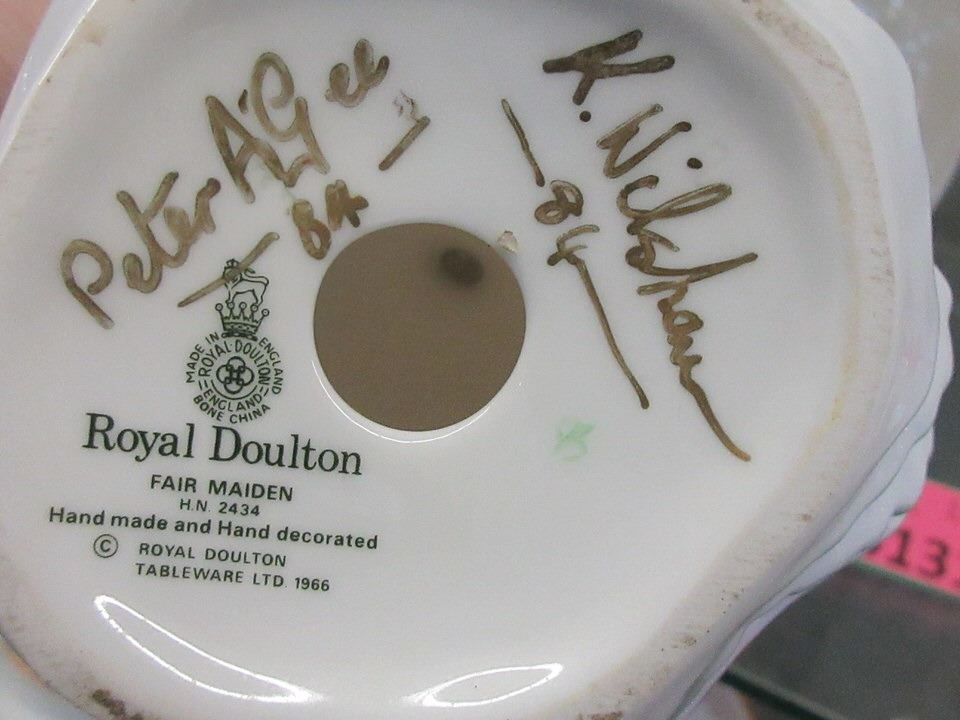 Peter A'Gee
84
K. Wilshaw
84
MADE IN ENGLAND
ROYAL·DOULTON
ENGLAND
BONE CHINA
Royal Doulton
FAIR MAIDEN
H.N. 2434
Hand made and Hand decorated
© ROYAL DOULTON
TABLEWARE LTD. 1966